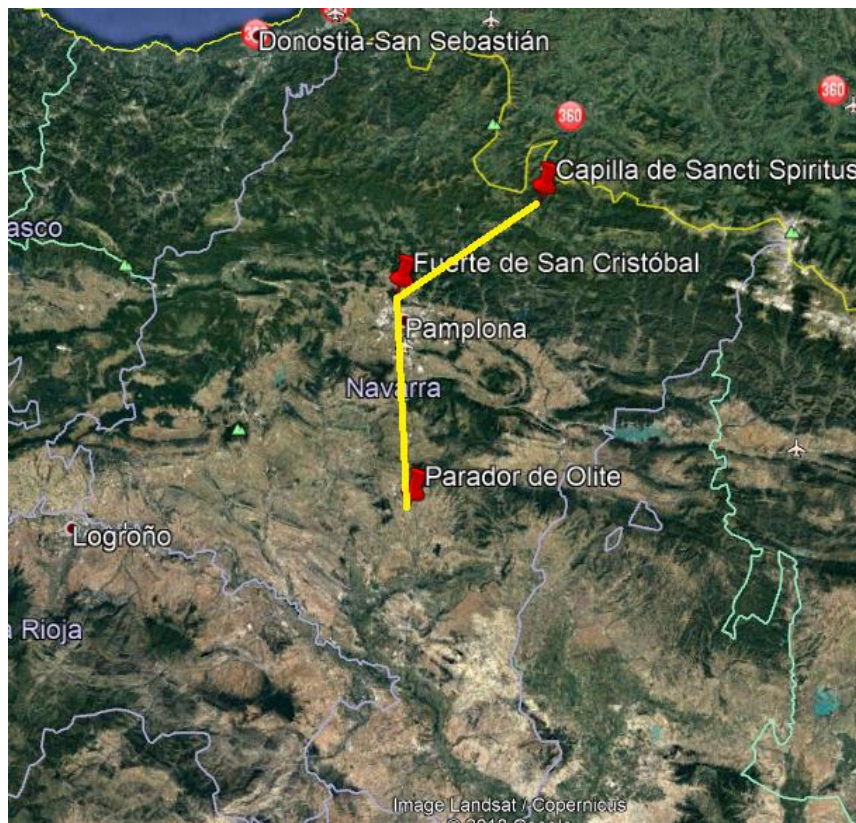 360
Donostia-San Sebastián
360
360
Capilla de Sancti Spiritus
asco
Fuerte de San Cristóbal
Pamplona
Navarra
Parador de Olite
Logroño
a Rioja
Image Landsat / Copernicus